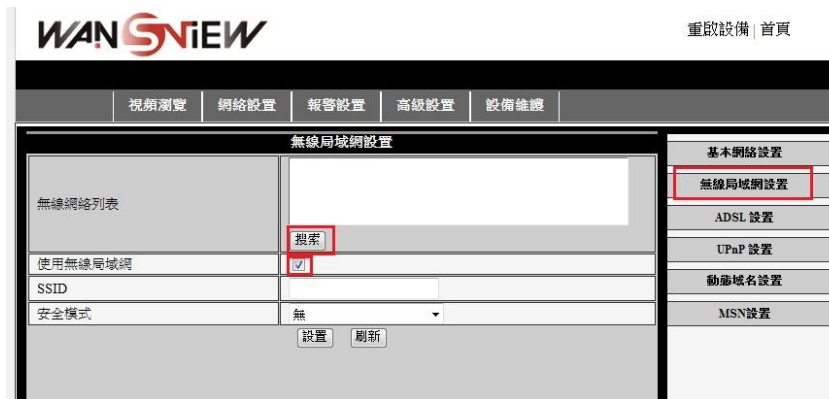 WANSVIEW
重啟設備 | 首頁
視頻瀏覽 網絡設置 報警設置 高級設置 設備維護
無線局域網設置
無線網絡列表
搜索
使用無線局域網
SSID
安全模式 無
設置 刷新
基本網絡設置
無線局域網設置
ADSL 設置
UPnP 設置
動態域名設置
MSN設置